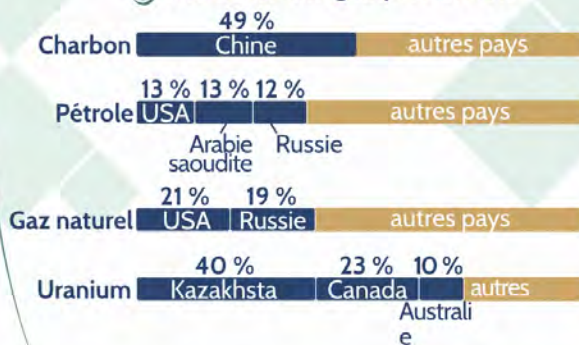 49 %
Charbon Chine autres pays
13 % 13 % 12 %
Pétrole USA autres pays
Arabie Russie
saoudite
21 % 19 %
Gaz naturel USA Russie autres pays
40 % 23 % 10 %
Uranium Kazakhsta Canada autres
Australi
e